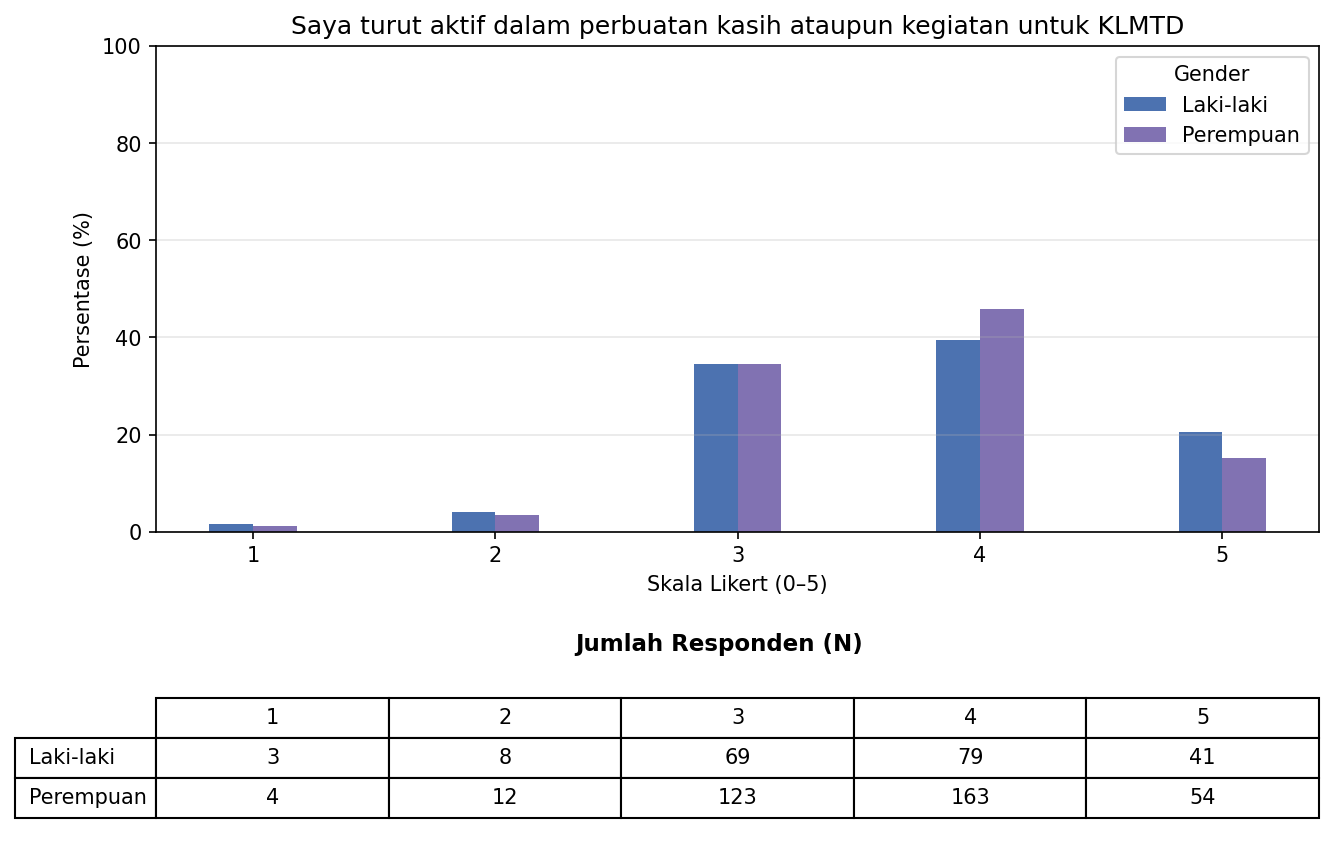 Saya turut aktif dalam perbuatan kasih ataupun kegiatan untuk KLMTD
100
80
60
40
20
0
Persentase (%)
Gender
Laki-laki
Perempuan
1 2 3 4 5
Skala Likert (0–5)
Jumlah Responden (N)
1 2 3 4 5
Laki-laki 3 8 69 79 41
Perempuan 4 12 123 163 54